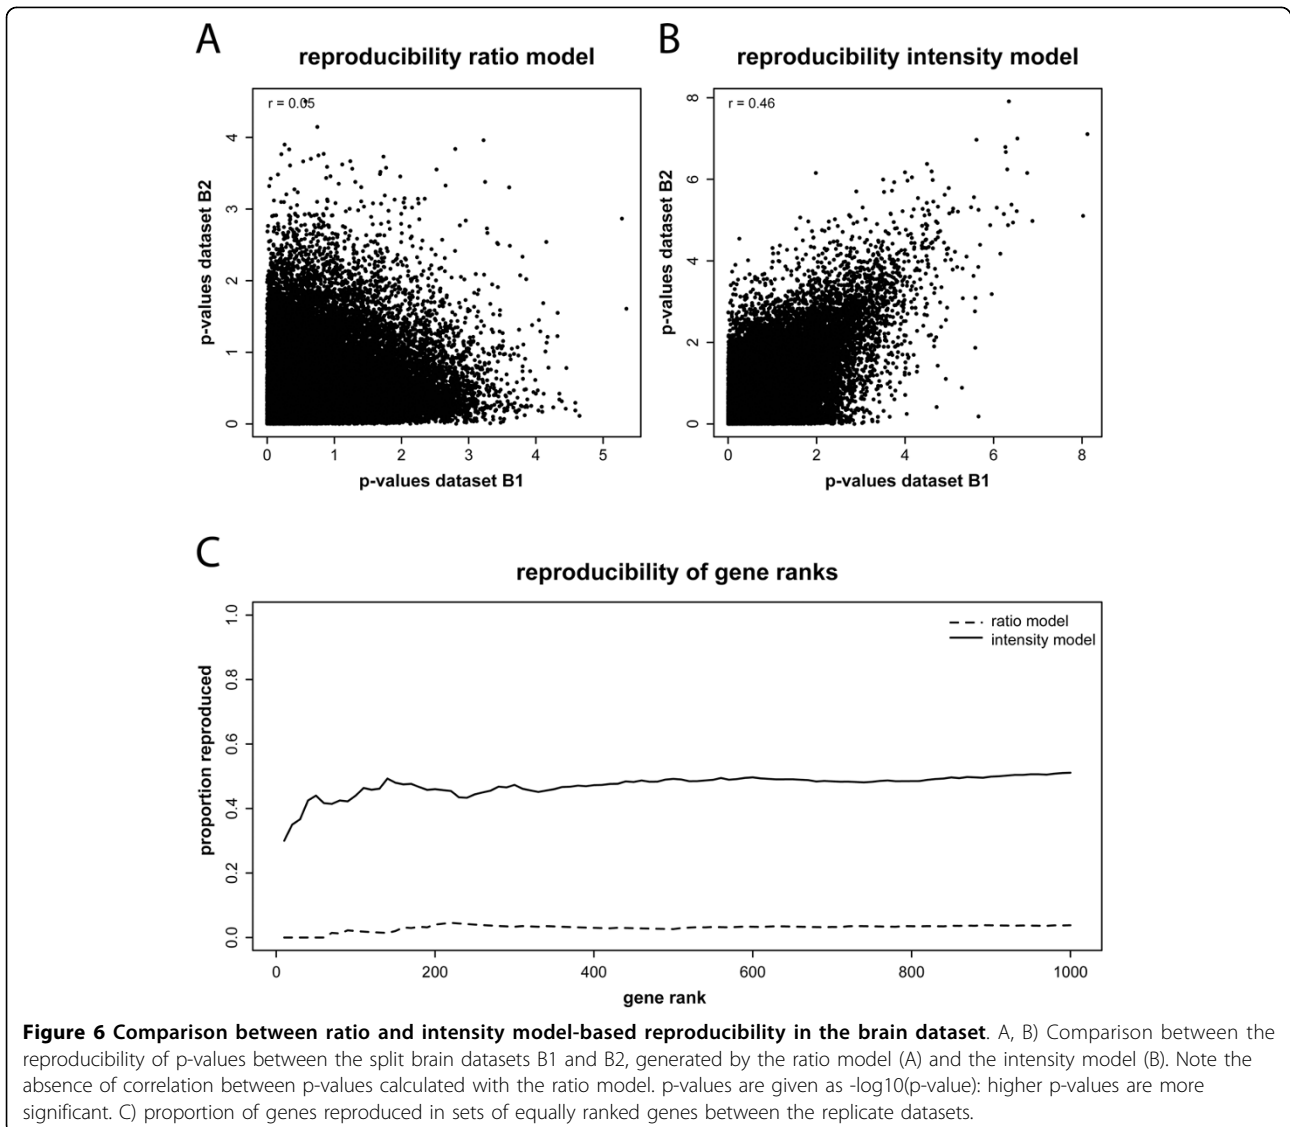 A
reproducibility ratio model
r = 0.05
p-values dataset B2
4
3
2
1
0
0 1 2 3 4 5
p-values dataset B1
B
reproducibility intensity model
r = 0.46
p-values dataset B2
8
6
4
2
0
0 2 4 6 8
p-values dataset B1
C
reproducibility of gene ranks
ratio model
intensity model
proportion reproduced
1.0
0.8
0.6
0.4
0.2
0.0
0 200 400 600 800 1000
gene rank
Figure 6 Comparison between ratio and intensity model-based reproducibility in the brain dataset. A, B) Comparison between the
reproducibility of p-values between the split brain datasets B1 and B2, generated by the ratio model (A) and the intensity model (B). Note the
absence of correlation between p-values calculated with the ratio model. p-values are given as -log10(p-value): higher p-values are more
significant. C) proportion of genes reproduced in sets of equally ranked genes between the replicate datasets.